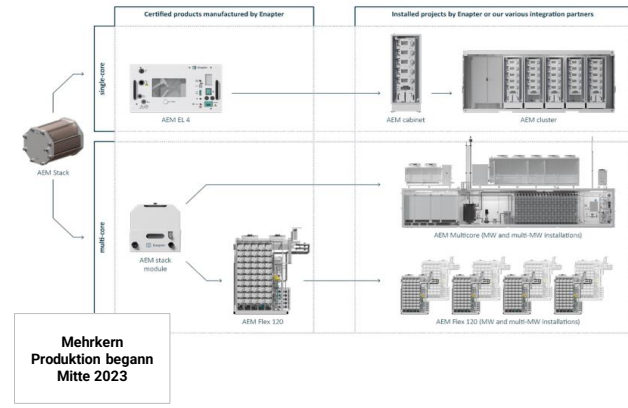 Certified products manufactured by Enapter
Installed projects by Enapter or our various integration partners
single-core
AEM EL 4
AEM cabinet
AEM cluster
AEM Stack
multi-core
AEM stack
module
AEM Multicore (MW and multi-MW installations)
AEM Flex 120
AEM Flex 120 (MW and multi-MW installations)
Mehrkern
Produktion begann
Mitte 2023